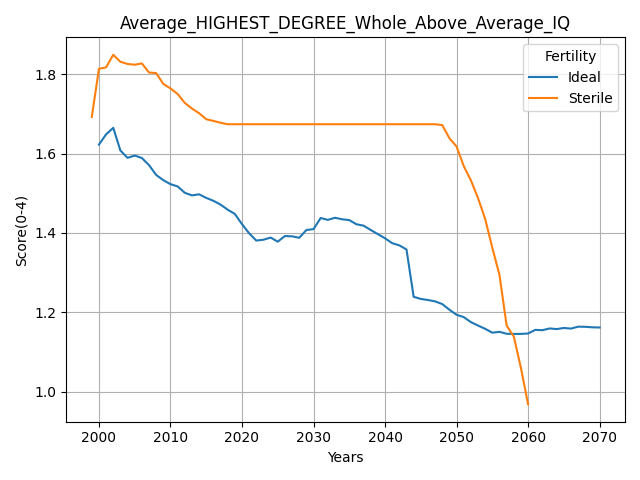 Average_HIGHEST_DEGREE_Whole_Above_Average_IQ
Score(0-4)
1.8
1.6
1.4
1.2
1.0
Fertility
Ideal
Sterile
2000 2010 2020 2030 2040 2050 2060 2070
Years